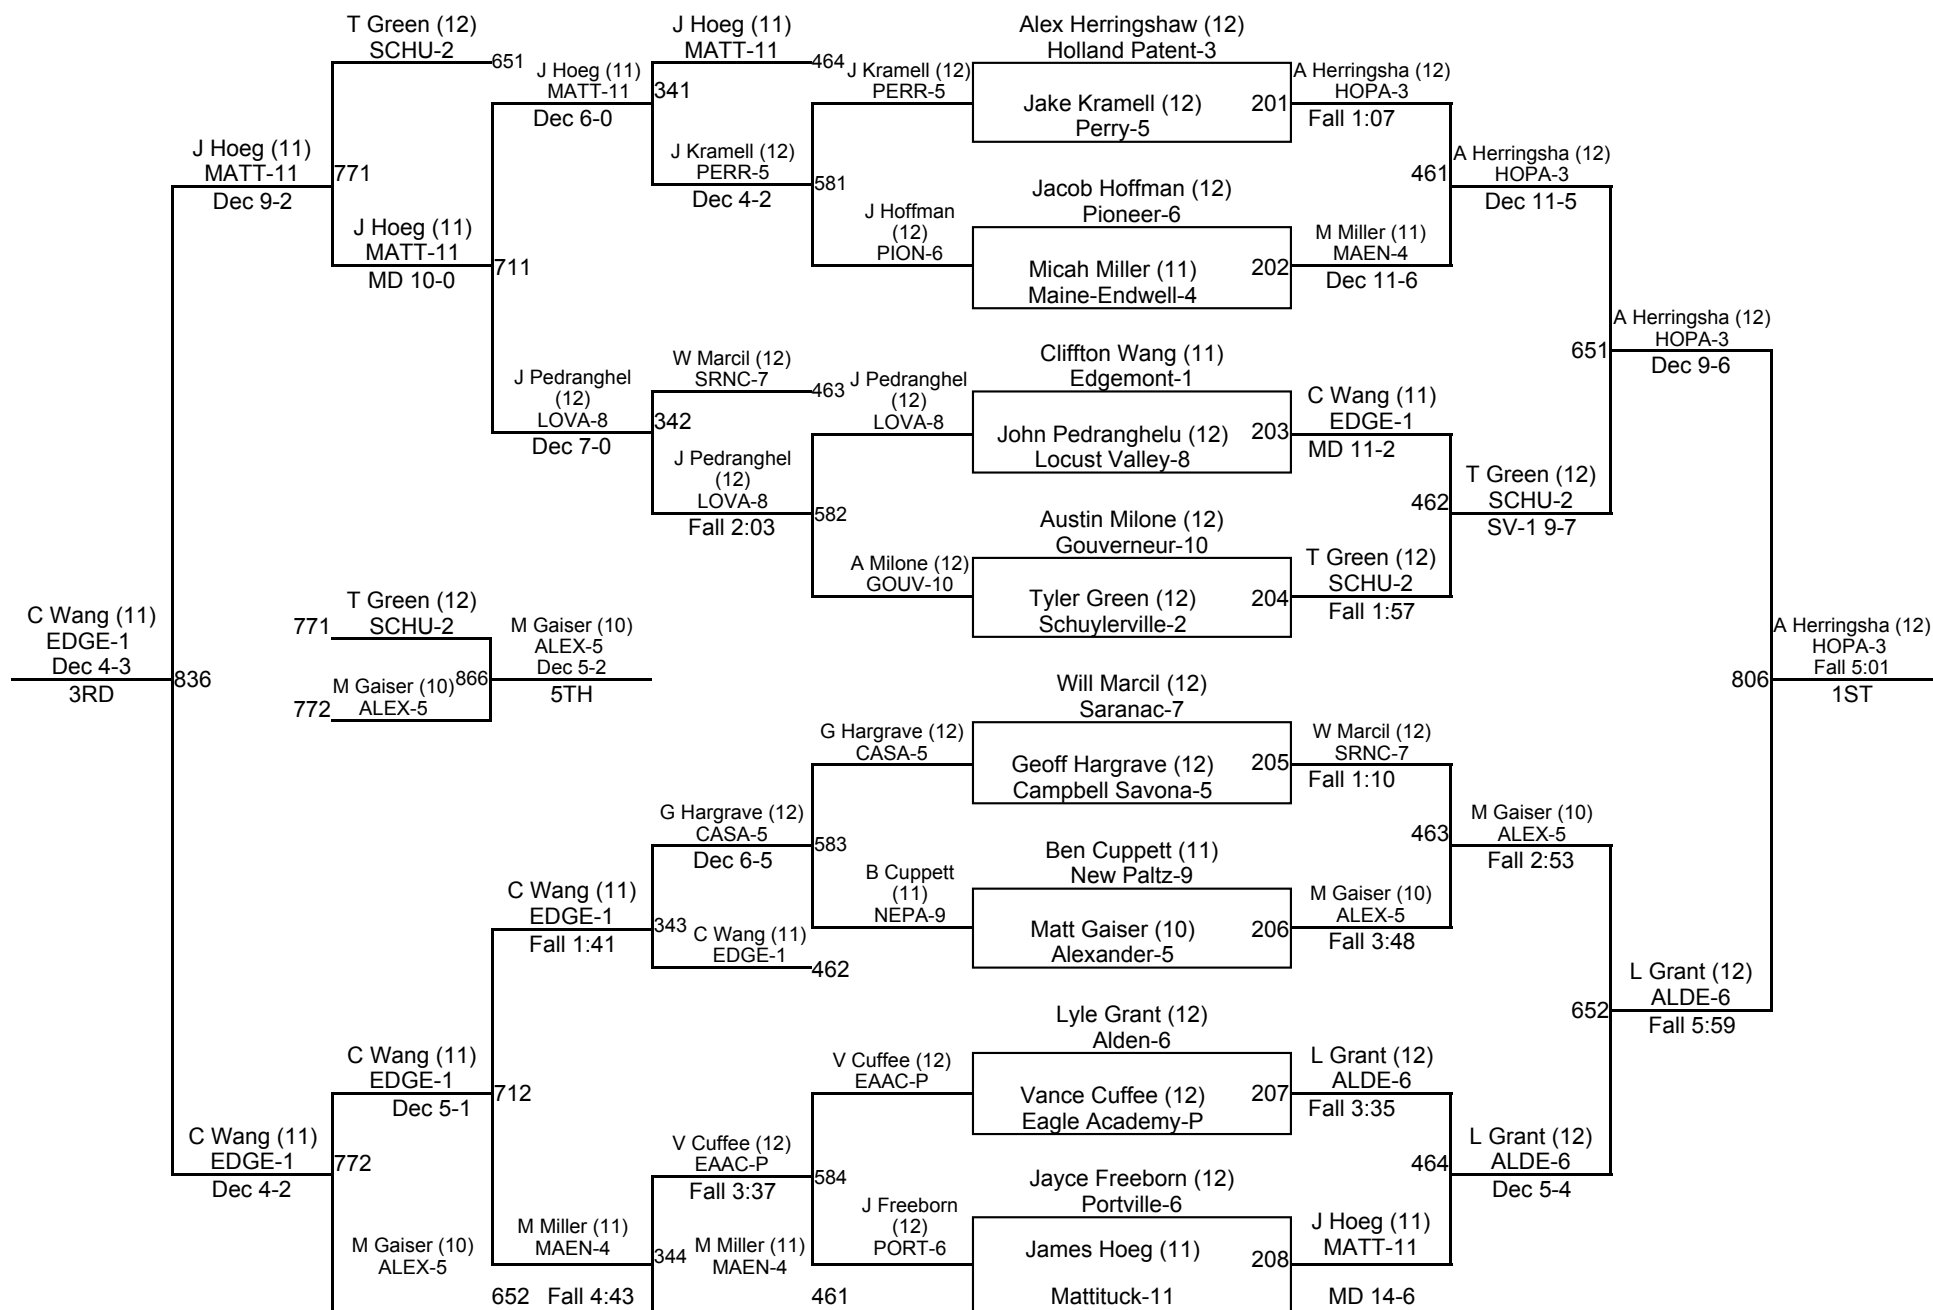 T Green (12)
SCHU-2
651
J Hoeg (11)
MATT-11
Dec 6-0
J Hoeg (11)
MATT-11
464
341
J Kramell (12)
PERR-5
Dec 4-2
J Kramell (12)
PERR-5
581
J Hoffman
(12)
PION-6
J Hoeg (11)
MATT-11
Dec 9-2
771
J Hoeg (11)
MATT-11
MD 10-0
711
J Pedranghel
(12)
LOVA-8
Dec 7-0
W Marcil (12)
SRNC-7
463
342
J Pedranghel
(12)
LOVA-8
Fall 2:03
J Pedranghel
(12)
LOVA-8
582
A Milone (12)
GOUV-10
Alex Herringshaw (12)
Holland Patent-3
Jake Kramell (12)
Perry-5
201
A Herringsha (12)
HOPA-3
Fall 1:07
Jacob Hoffman (12)
Pioneer-6
Micah Miller (11)
Maine-Endwell-4
202
M Miller (11)
MAEN-4
Dec 11-6
461
A Herringsha (12)
HOPA-3
Dec 11-5
Cliffton Wang (11)
Edgemont-1
John Pedranghelu (12)
Locust Valley-8
203
C Wang (11)
EDGE-1
MD 11-2
Austin Milone (12)
Gouverneur-10
Tyler Green (12)
Schuylerville-2
204
T Green (12)
SCHU-2
Fall 1:57
462
T Green (12)
SCHU-2
SV-1 9-7
651
A Herringsha (12)
HOPA-3
Dec 9-6
C Wang (11)
EDGE-1
Dec 4-3
3RD
836
771
T Green (12)
SCHU-2
772
M Gaiser (10)
ALEX-5
866
M Gaiser (10)
ALEX-5
Dec 5-2
5TH
806
A Herringsha (12)
HOPA-3
Fall 5:01
1ST
Will Marcil (12)
Saranac-7
Geoff Hargrave (12)
Campbell Savona-5
205
W Marcil (12)
SRNC-7
Fall 1:10
Ben Cuppett (11)
New Paltz-9
Matt Gaiser (10)
Alexander-5
206
M Gaiser (10)
ALEX-5
Fall 3:48
463
M Gaiser (10)
ALEX-5
Fall 2:53
G Hargrave (12)
CASA-5
583
B Cuppett
(11)
NEPA-9
G Hargrave (12)
CASA-5
Dec 6-5
343
C Wang (11)
EDGE-1
462
C Wang (11)
EDGE-1
Fall 1:41
C Wang (11)
EDGE-1
Dec 5-1
712
C Wang (11)
EDGE-1
Dec 4-2
772
M Gaiser (10)
ALEX-5
652
M Miller (11)
MAEN-4
Fall 4:43
V Cuffee (12)
EAAC-P
Fall 3:37
344
M Miller (11)
MAEN-4
461
V Cuffee (12)
EAAC-P
584
J Freeborn
(12)
PORT-6
Lyle Grant (12)
Alden-6
Vance Cuffee (12)
Eagle Academy-P
207
L Grant (12)
ALDE-6
Fall 3:35
Jayce Freeborn (12)
Portville-6
James Hoeg (11)
Mattituck-11
208
J Hoeg (11)
MATT-11
MD 14-6
464
L Grant (12)
ALDE-6
Dec 5-4
652
L Grant (12)
ALDE-6
Fall 5:59